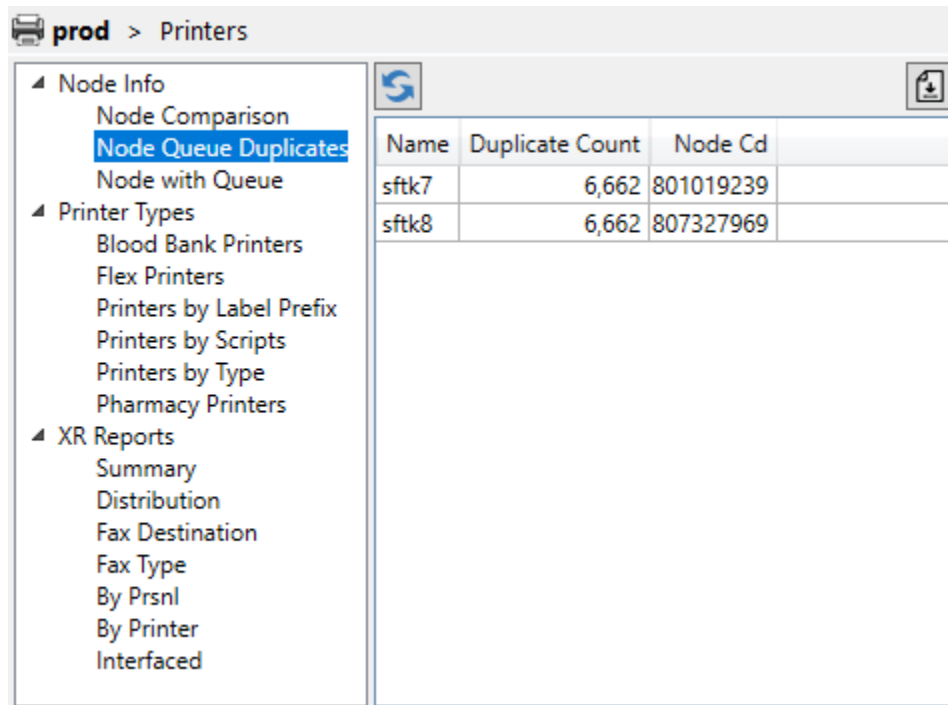 prod > Printers
Node Info
Node Comparison
Node Queue Duplicates
Node with Queue
Printer Types
Blood Bank Printers
Flex Printers
Printers by Label Prefix
Printers by Scripts
Printers by Type
Pharmacy Printers
XR Reports
Summary
Distribution
Fax Destination
Fax Type
By Prsnl
By Printer
Interfaced
Name Duplicate Count Node Cd
sftk7 6,662 801019239
sftk8 6,662 807327969